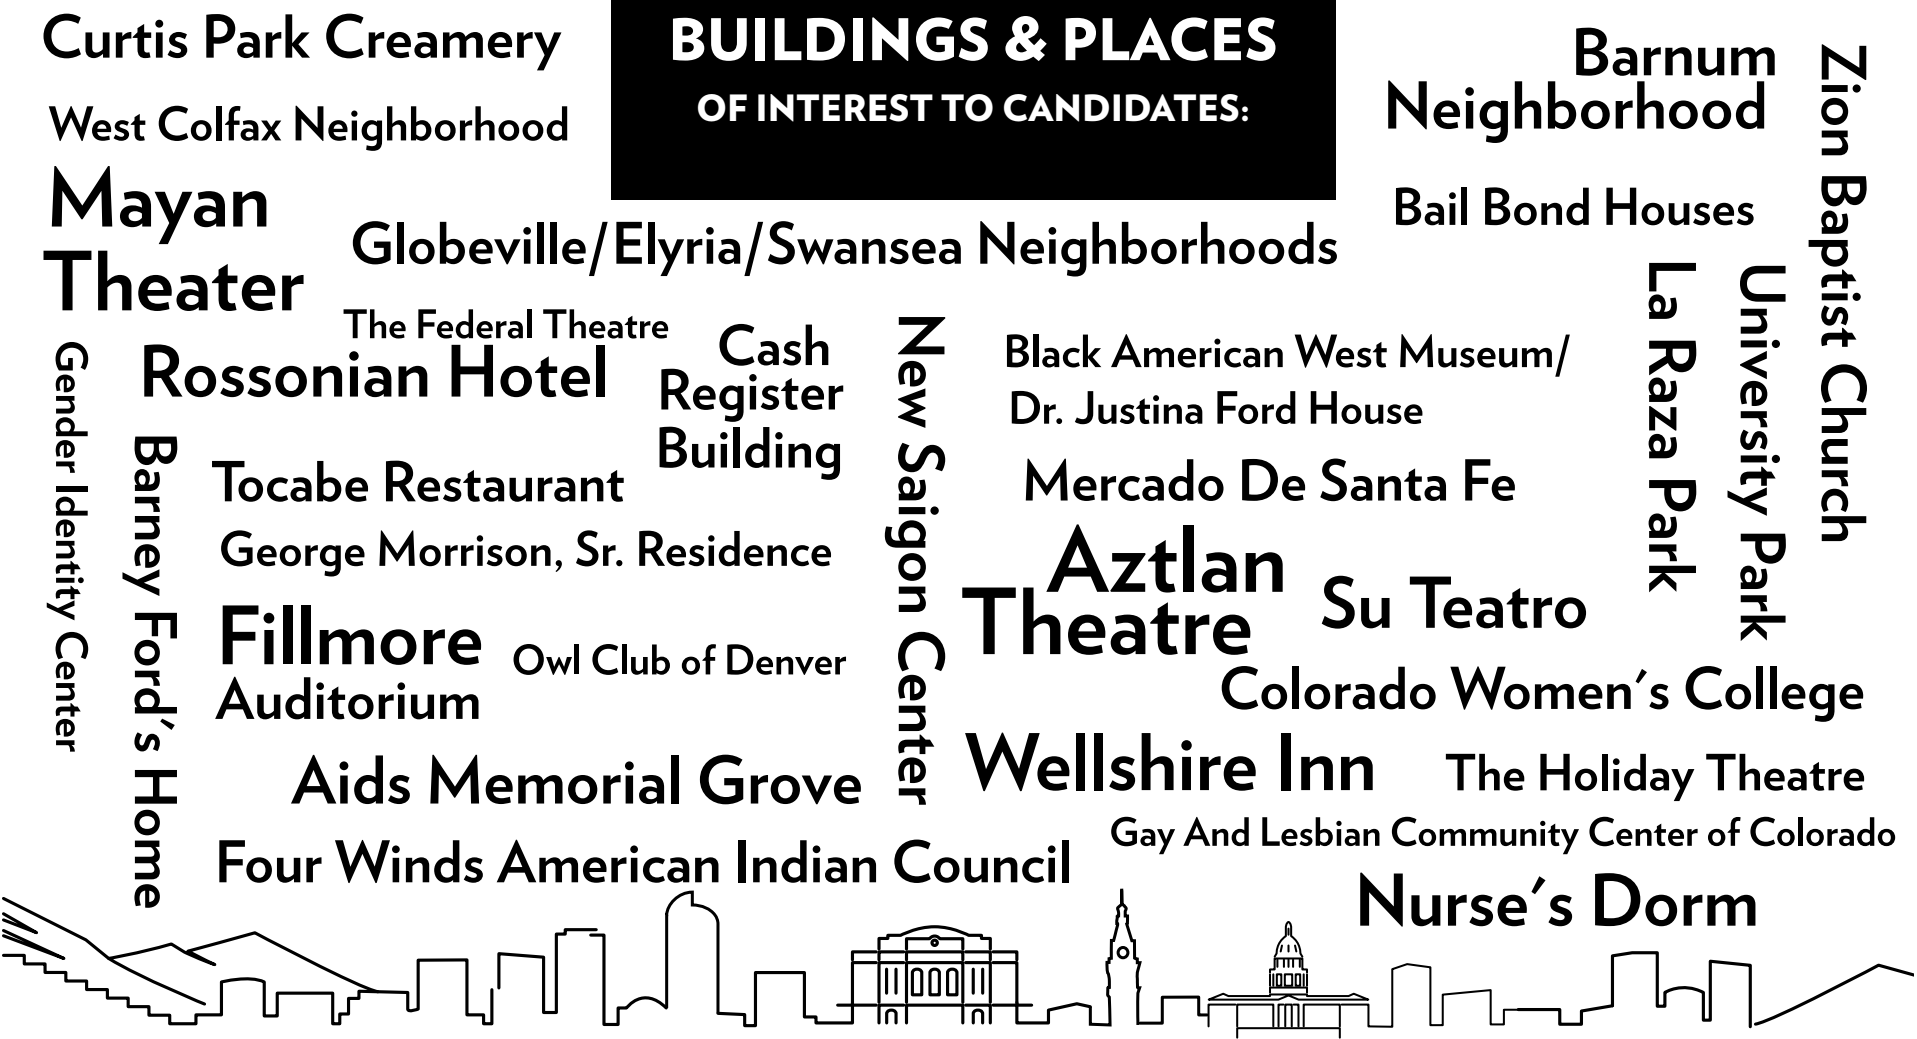 Curtis Park Creamery
BUILDINGS & PLACES
OF INTEREST TO CANDIDATES:
Barnum
Neighborhood
Zion Baptist Church
West Colfax Neighborhood
Mayan
Theater
Bail Bond Houses
Globeville/Elyria/Swansea Neighborhoods
La Raza Park
University Park
The Federal Theatre
Rossonian Hotel
Cash
Register
Building
New Saigon Center
Black American West Museum/
Dr. Justina Ford House
Gender Identity Center
Barney Ford's Home
Tocabe Restaurant
Mercado De Santa Fe
George Morrison, Sr. Residence
Aztlan
Theatre
Su Teatro
Fillmore
Auditorium
Owl Club of Denver
Colorado Women's College
Aids Memorial Grove
Wellshire Inn
The Holiday Theatre
Gay And Lesbian Community Center of Colorado
Four Winds American Indian Council
Nurse's Dorm